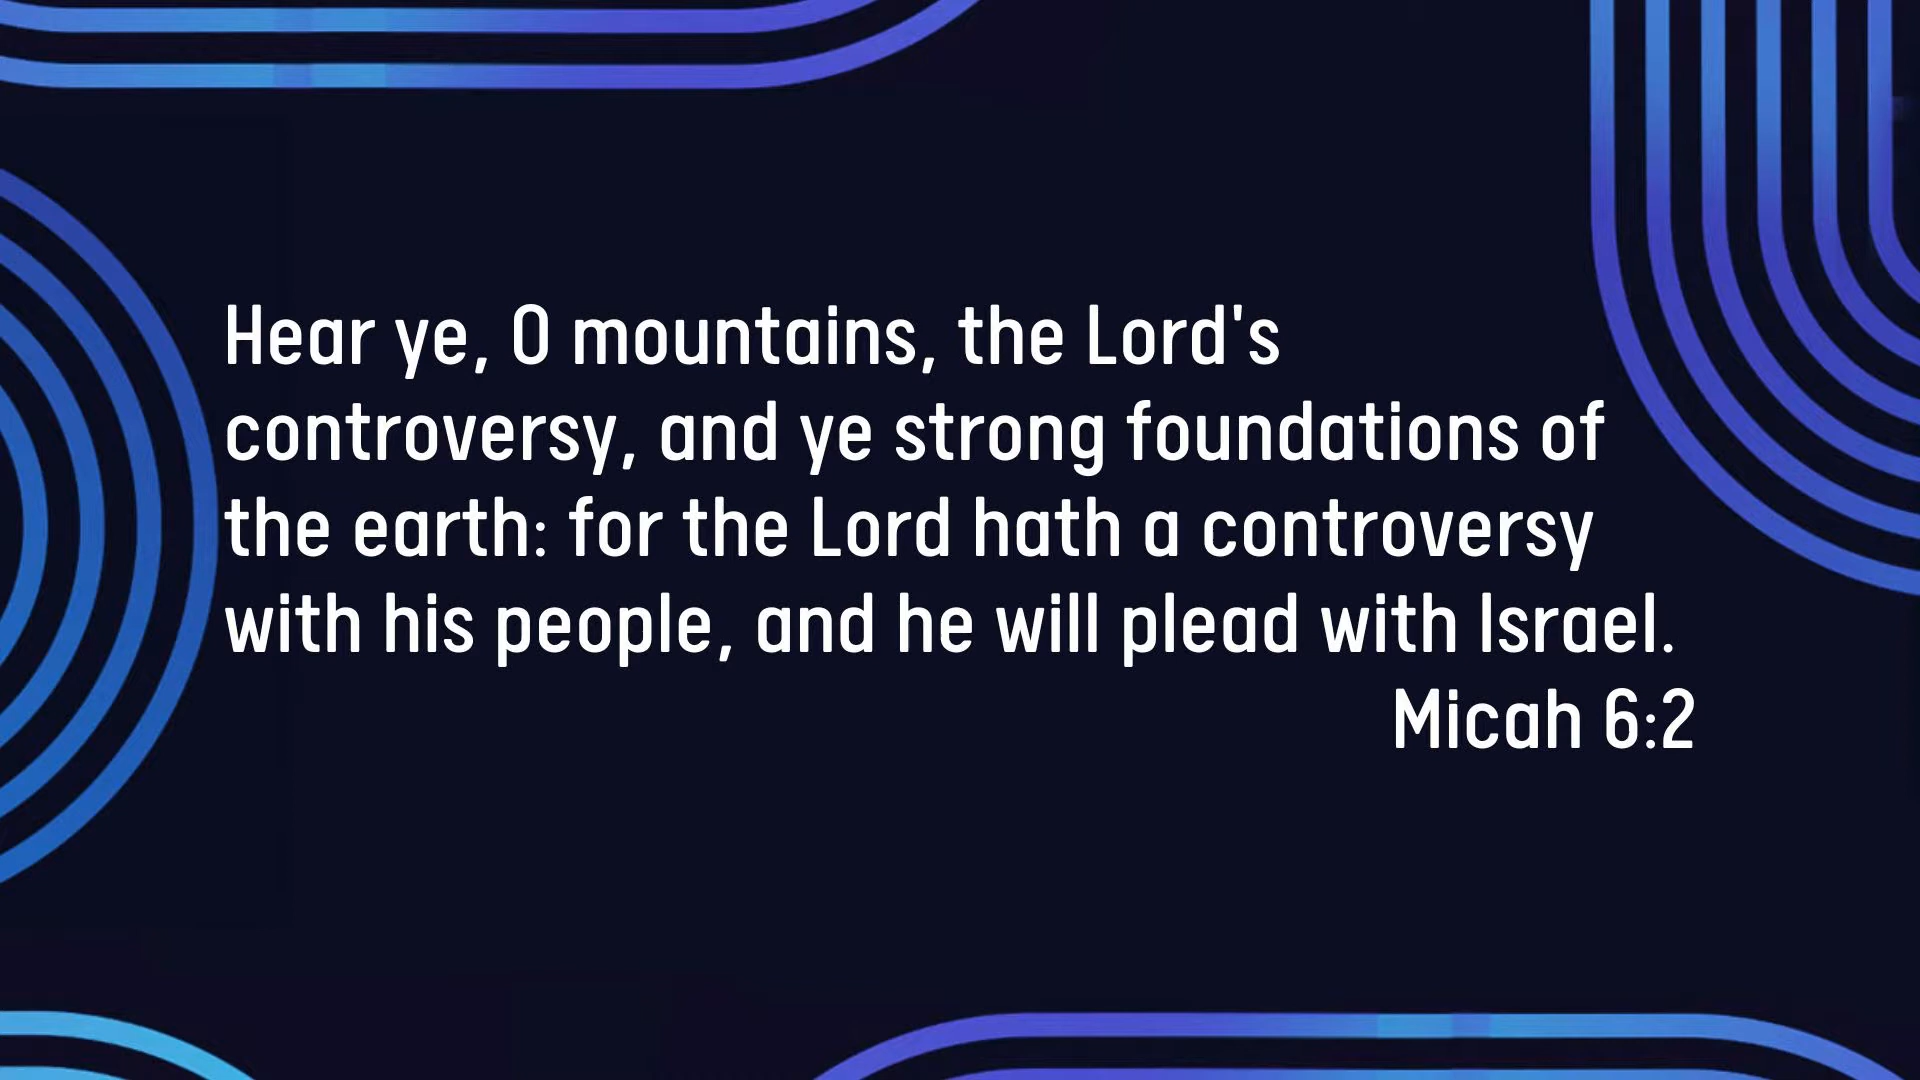 Hear ye, O mountains, the Lord's
controversy, and ye strong foundations of
the earth: for the Lord hath a controversy
with his people, and he will plead with Israel.
Micah 6:2